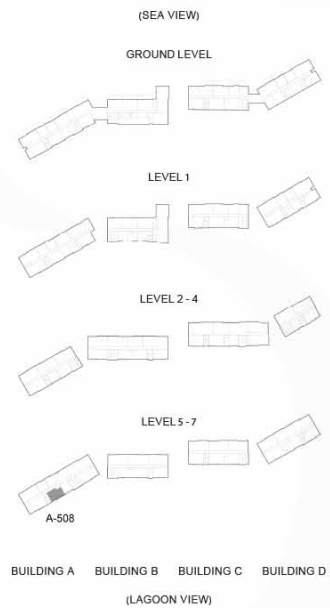 (SEA VIEW)
GROUND LEVEL
LEVEL 1
LEVEL 2 - 4
LEVEL 5 - 7
A-508
BUILDING A BUILDING B BUILDING C BUILDING D
(LAGOON VIEW)